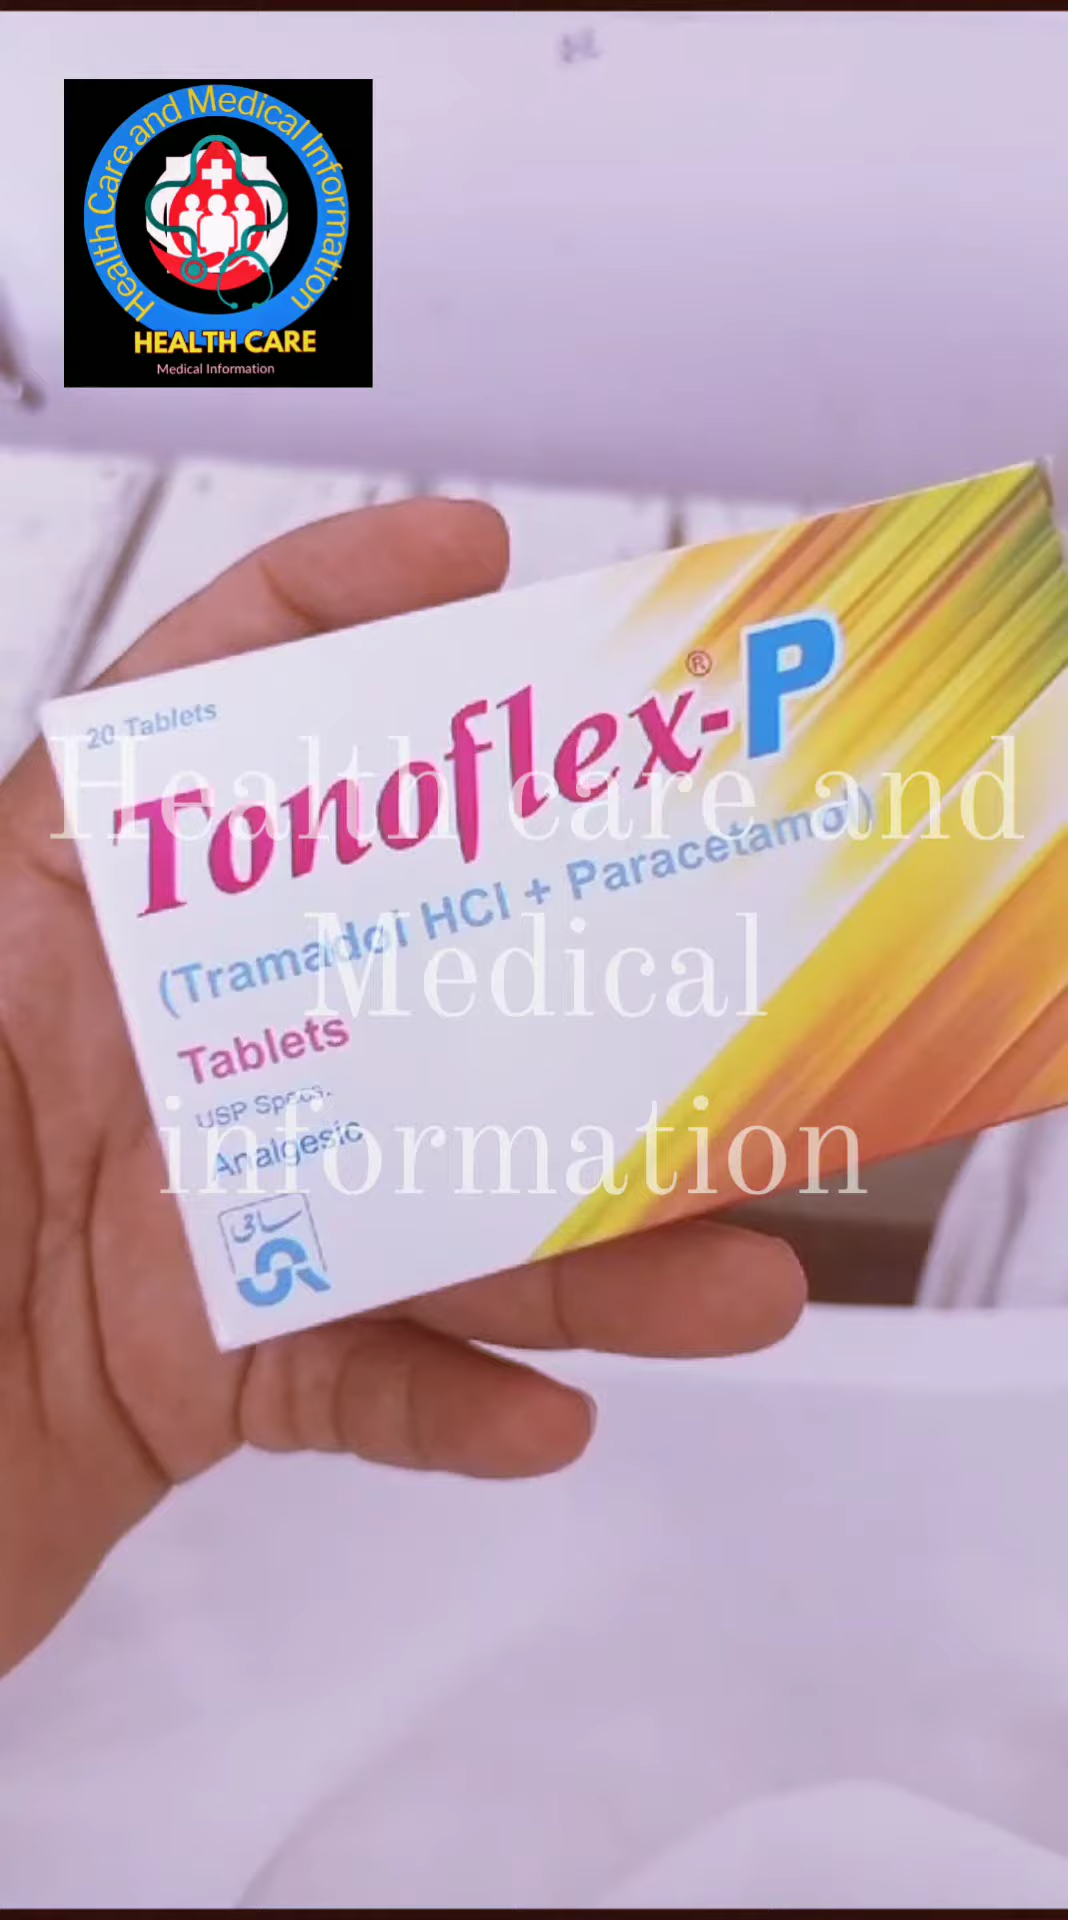 Health Care and Medical Information
HEALTH CARE
Medical Information
20 Tablets
Tonoflex®-P
(Tramadol HCl + Paracetamol)
Tablets
USP Specs.
Analgesic
سامی
Health care and
Medical
information